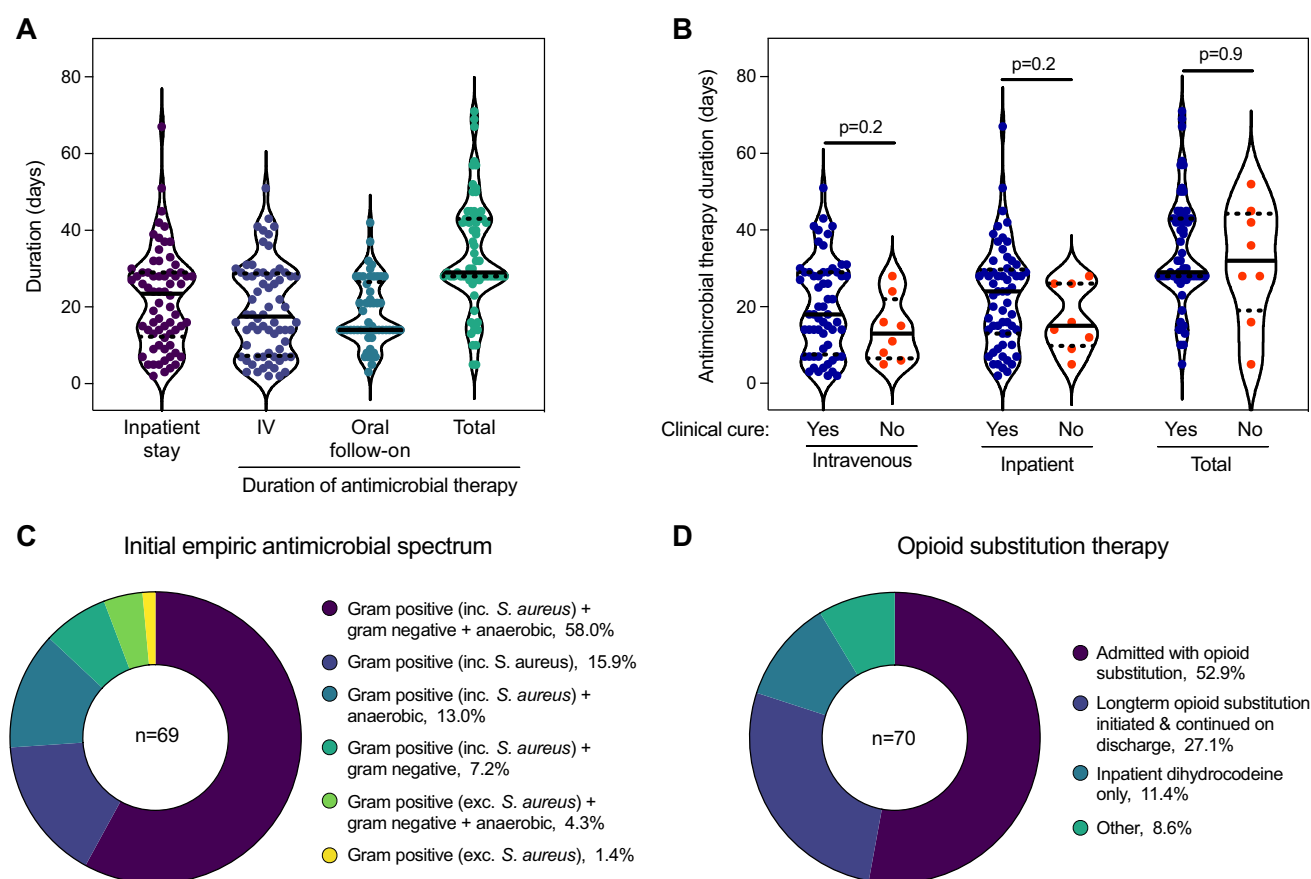 A
Duration (days)
80
60
40
20
0
Inpatient
stay
IV
Oral
follow-on
Total
Duration of antimicrobial therapy
B
Antimicrobial therapy duration (days)
80
60
40
20
0
p=0.2
p=0.2
p=0.9
Clinical cure:
Yes
No
Yes
No
Yes
No
Intravenous
Inpatient
Total
C
Initial empiric antimicrobial spectrum
n=69
Gram positive (inc. S. aureus) +
gram negative + anaerobic, 58.0%
Gram positive (inc. S. aureus), 15.9%
Gram positive (inc. S. aureus) +
anaerobic, 13.0%
Gram positive (inc. S. aureus) +
gram negative, 7.2%
Gram positive (exc. S. aureus) +
gram negative + anaerobic, 4.3%
Gram positive (exc. S. aureus), 1.4%
D
Opioid substitution therapy
n=70
Admitted with opioid
substitution, 52.9%
Longterm opioid substitution
initiated & continued on
discharge, 27.1%
Inpatient dihydrocodeine
only, 11.4%
Other, 8.6%